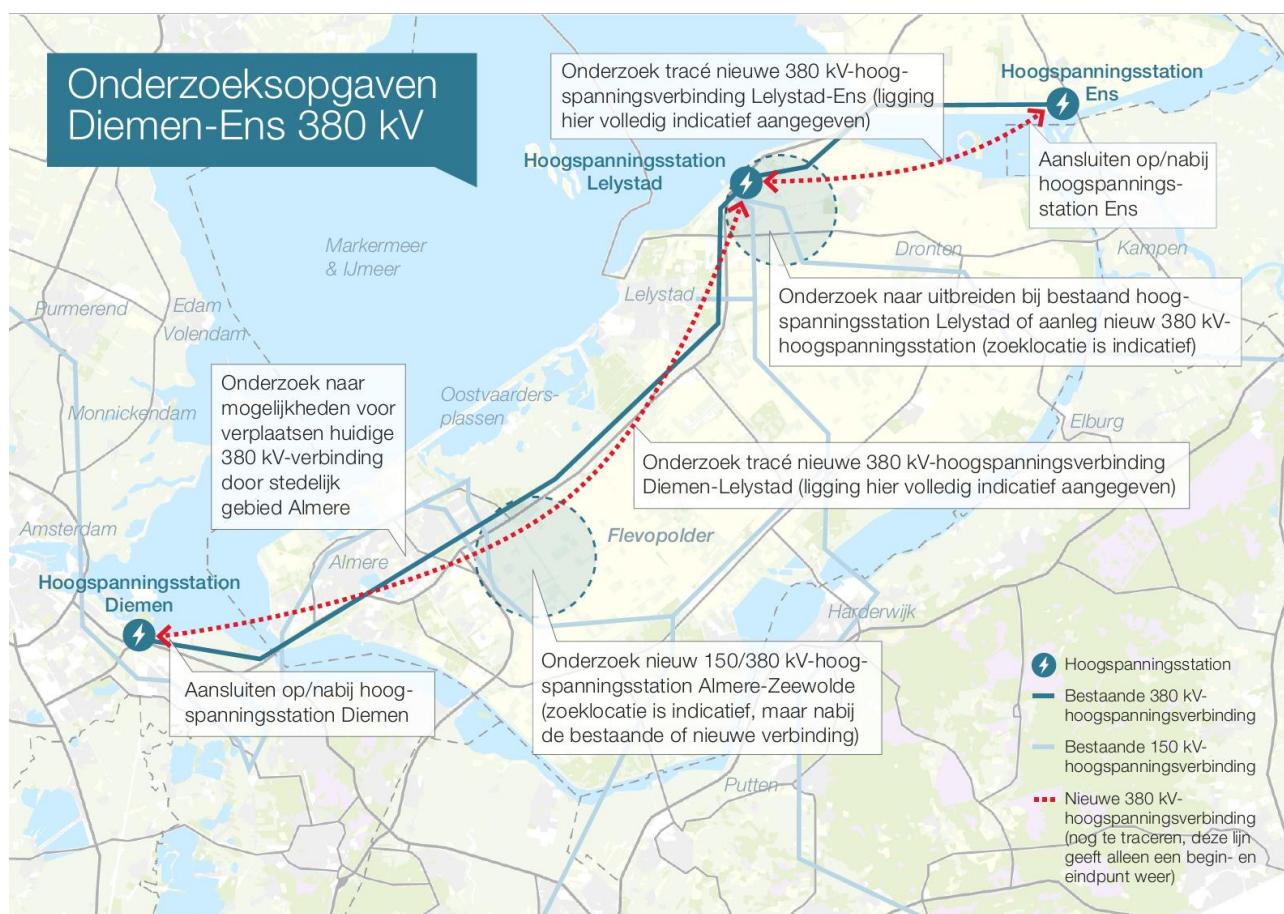 Onderzoeksopgaven
Diemen-Ens 380 kV
Onderzoek tracé nieuwe 380 kV-hoog-
spanningsverbinding Lelystad-Ens (ligging
hier volledig indicatief aangegeven)
Hoogspanningsstation
Ens
Hoogspanningsstation
Lelystad
Aansluiten op/nabij
hoogspannings-
station Ens
Markermeer
& IJmeer
Dronten
Kampen
Lelystad
Purmerend
Edam
Volendam
Onderzoek naar uitbreiden bij bestaand hoog-
spanningsstation Lelystad of aanleg nieuw 380 kV-
hoogspanningsstation (zoeklocatie is indicatief)
Onderzoek naar
mogelijkheden voor
verplaatsen huidige
380 kV-verbinding
door stedelijk
gebied Almere
Oostvaarders-
plassen
Monnickendam
Elburg
Onderzoek tracé nieuwe 380 kV-hoogspanningsverbinding
Diemen-Lelystad (ligging hier volledig indicatief aangegeven)
Amsterdam
Flevopolder
Almere
Hoogspanningsstation
Diemen
Harderwijk
Aansluiten op/nabij hoog-
spanningsstation Diemen
Onderzoek nieuw 150/380 kV-hoog-
spanningsstation Almere-Zeewolde
(zoeklocatie is indicatief, maar nabij
de bestaande of nieuwe verbinding)
Putten
Hoogspanningsstation
Bestaande 380 kV-
hoogspanningsverbinding
Bestaande 150 kV-
hoogspanningsverbinding
Nieuwe 380 kV-
hoogspanningsverbinding
(nog te traceren, deze lijn
geeft alleen een begin- en
eindpunt weer)